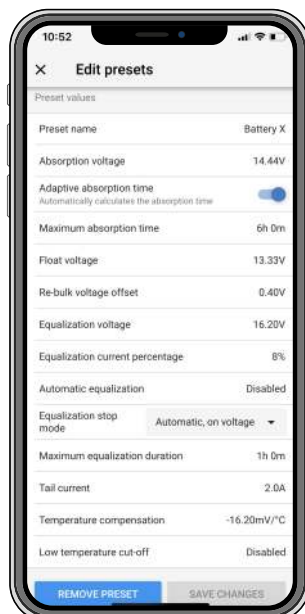 10:52
Edit presets
Preset values
Preset name Battery X
Absorption voltage 14.44V
Adaptive absorption time
Automatically calculates the absorption time
Maximum absorption time 6h 0m
Float voltage 13.33V
Re-bulk voltage offset 0.40V
Equalization voltage 16.20V
Equalization current percentage 8%
Automatic equalization Disabled
Equalization stop
mode Automatic, on voltage
Maximum equalization duration 1h 0m
Tail current 2.0A
Temperature compensation -16.20mV/°C
Low temperature cut-off Disabled
REMOVE PRESET SAVE CHANGES